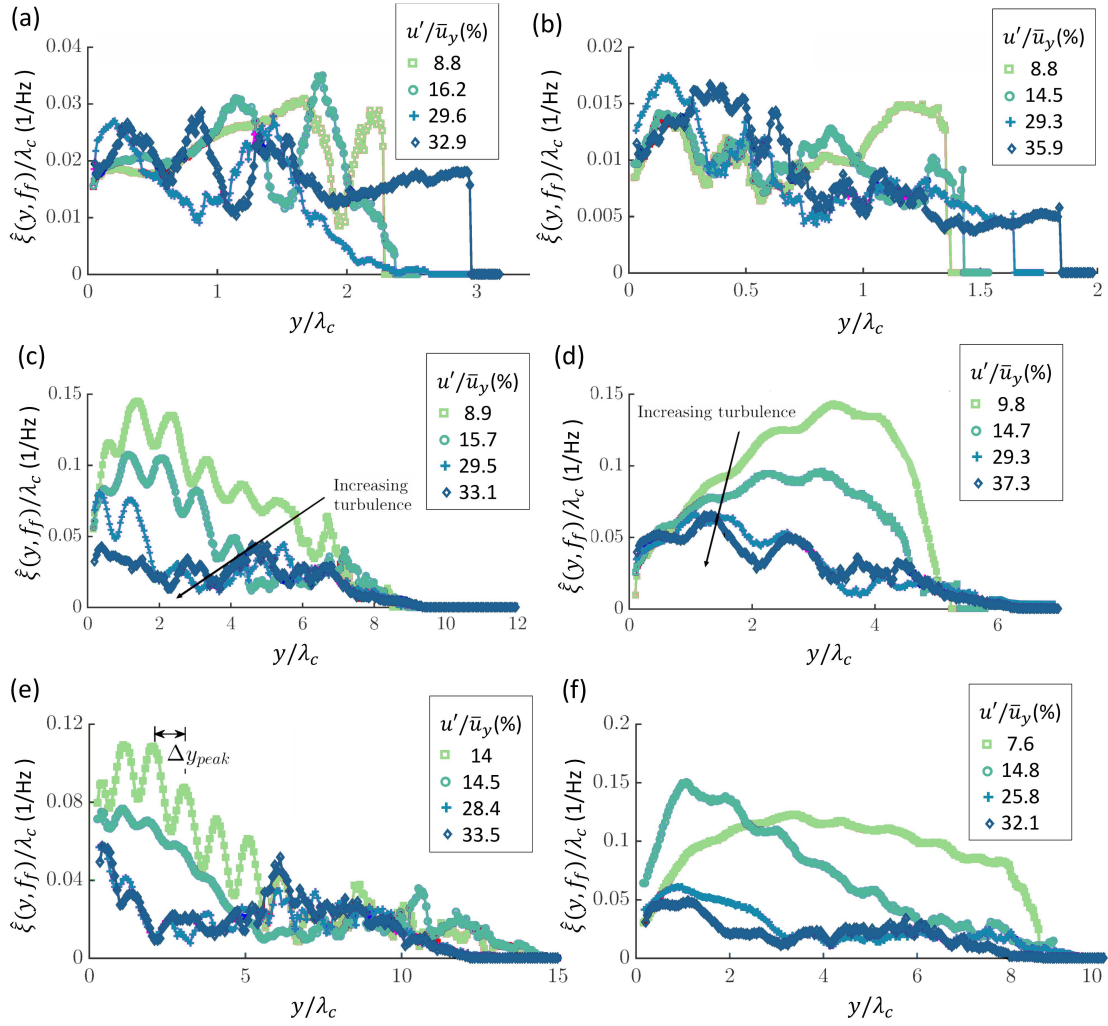 (a)
u′/ū_y(%)
8.8
16.2
29.6
32.9
0.04
0.03
0.02
0.01
0
ξ̂(y, f_f)/λ_c (1/Hz)
0
1
2
3
y/λ_c
(b)
u′/ū_y(%)
8.8
14.5
29.3
35.9
0.02
0.015
0.01
0.005
0
ξ̂(y, f_f)/λ_c (1/Hz)
0
0.5
1
1.5
2
y/λ_c
(c)
u′/ū_y(%)
8.9
15.7
29.5
33.1
Increasing
turbulence
0.15
0.1
0.05
0
ξ̂(y, f_f)/λ_c (1/Hz)
0
2
4
6
8
10
12
y/λ_c
(d)
u′/ū_y(%)
9.8
14.7
29.3
37.3
Increasing turbulence
0.15
0.1
0.05
0
ξ̂(y, f_f)/λ_c (1/Hz)
0
2
4
6
y/λ_c
(e)
u′/ū_y(%)
14
14.5
28.4
33.5
Δy_peak
0.12
0.08
0.04
0
ξ̂(y, f_f)/λ_c (1/Hz)
0
5
10
15
y/λ_c
(f)
u′/ū_y(%)
7.6
14.8
25.8
32.1
0.2
0.15
0.1
0.05
0
ξ̂(y, f_f)/λ_c (1/Hz)
0
2
4
6
8
10
y/λ_c